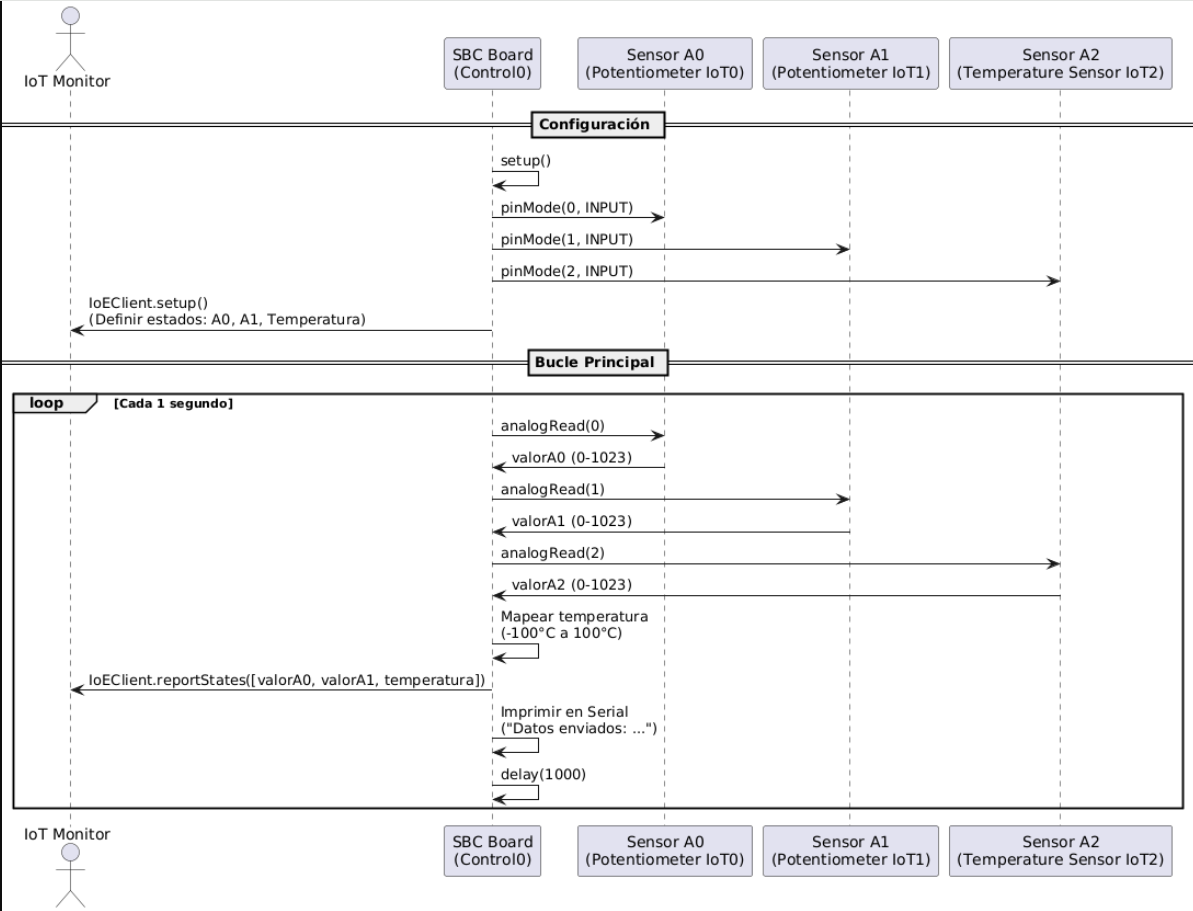 IoT Monitor
SBC Board
(Control0)
Sensor A0
(Potentiometer IoT0)
Sensor A1
(Potentiometer IoT1)
Sensor A2
(Temperature Sensor IoT2)
Configuración
setup()
pinMode(0, INPUT)
pinMode(1, INPUT)
pinMode(2, INPUT)
IoEClient.setup()
(Definir estados: A0, A1, Temperatura)
Bucle Principal
loop [Cada 1 segundo]
analogRead(0)
valorA0 (0-1023)
analogRead(1)
valorA1 (0-1023)
analogRead(2)
valorA2 (0-1023)
Mapear temperatura
(-100°C a 100°C)
IoEClient.reportStates([valorA0, valorA1, temperatura])
Imprimir en Serial
("Datos enviados: ...")
delay(1000)
IoT Monitor
SBC Board
(Control0)
Sensor A0
(Potentiometer IoT0)
Sensor A1
(Potentiometer IoT1)
Sensor A2
(Temperature Sensor IoT2)